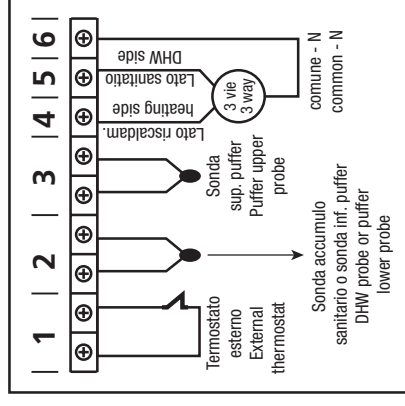 1
2
3
4
5
6
Termostato
esterno
External
thermostat
Sonda accumulo
sanitario o sonda inf. puffer
DHW probe or puffer
lower probe
Sonda
sup. puffer
Puffer upper
probe
Lato riscaldam.
heating side
Lato sanitatio
DHW side
3 vie
3 way
comune - N
common - N